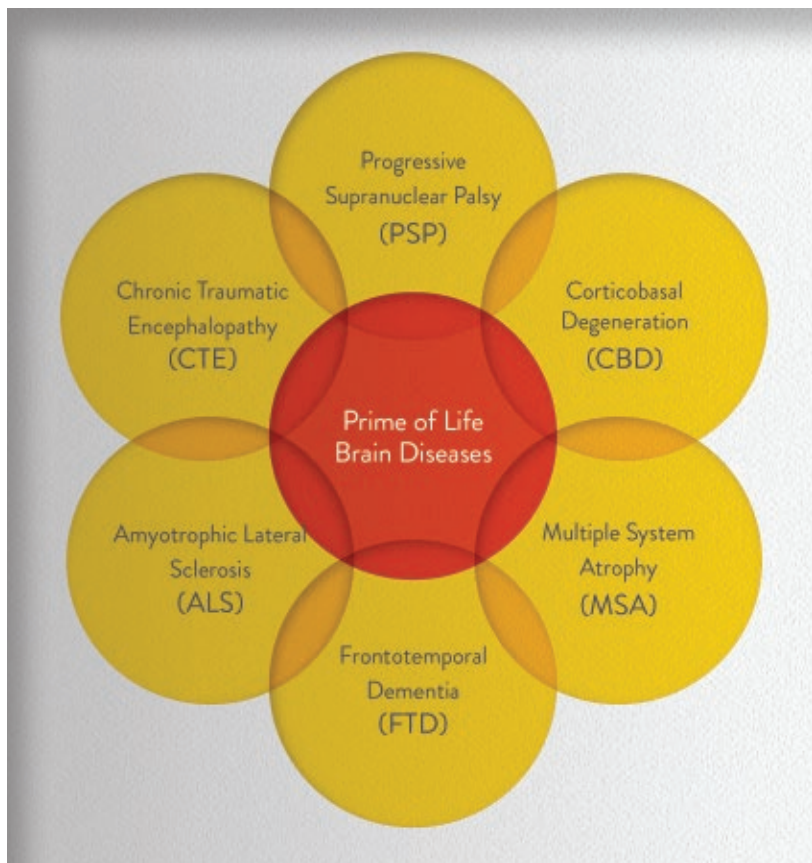 Progressive
Supranuclear Palsy
(PSP)
Chronic Traumatic
Encephalopathy
(CTE)
Corticobasal
Degeneration
(CBD)
Prime of Life
Brain Diseases
Amyotrophic Lateral
Sclerosis
(ALS)
Multiple System
Atrophy
(MSA)
Frontotemporal
Dementia
(FTD)